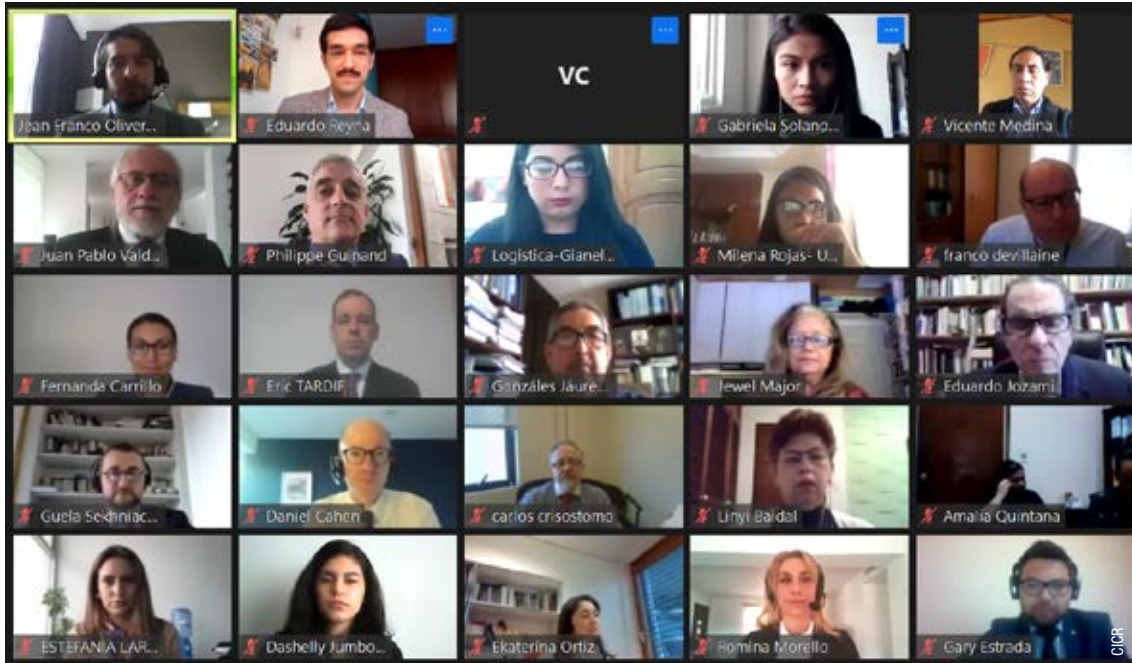 Jean Franco Oliver...
Eduardo Reyna
VC
Gabriela Solano...
Vicente Medina
Juan Pablo Vald...
Philippe Guinand
Logística-Gianel...
Milena Rojas- U...
franco devillaine
Fernanda Carrillo
Eric TARDIF
Gonzáles Jaure...
Jewel Major
Eduardo Jozami
Guela Sekhniac...
Daniel Cahen
carlos crisostomo
Linyi Baidal
Amalia Quintana
ESTEFANIA LAR...
Dashelly Jumbo...
Ekaterina Ortiz
Romina Morello
Gary Estrada
CICR